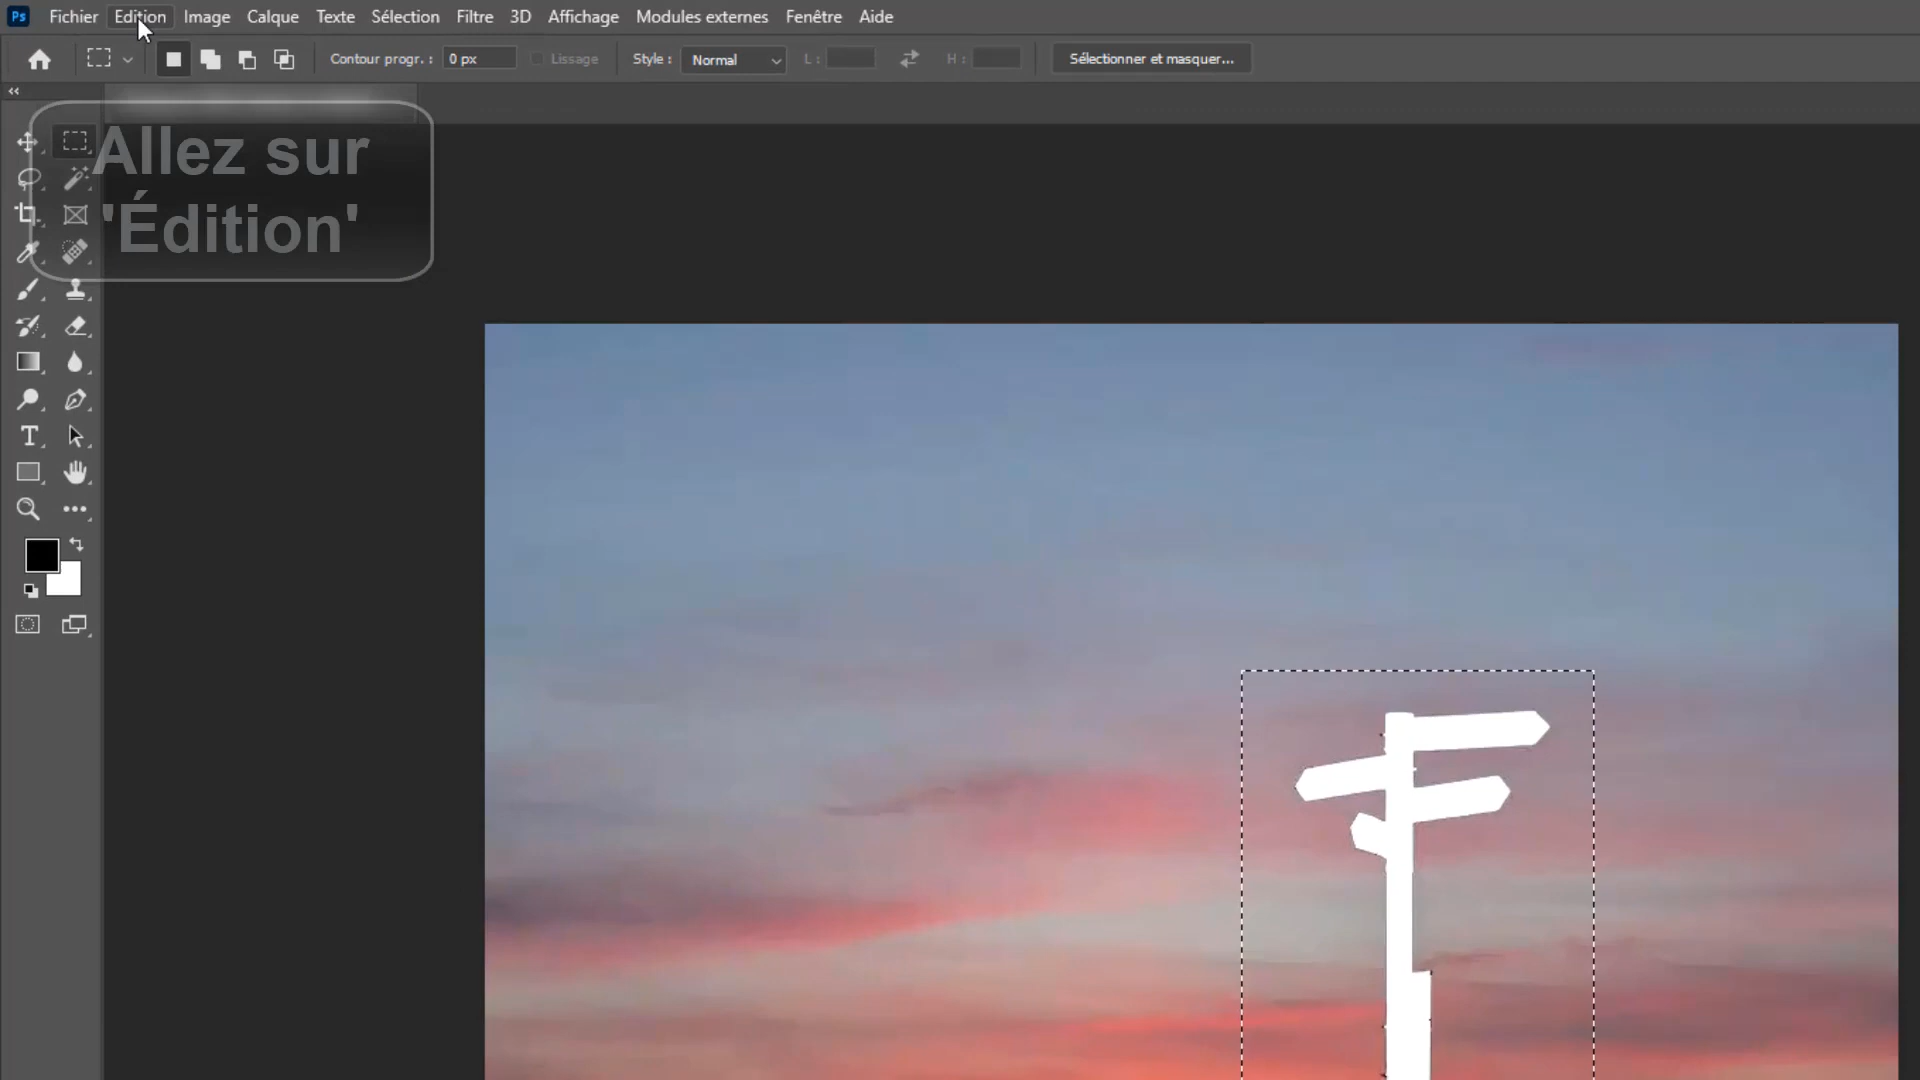 Ps Fichier Edition Image Calque Texte Sélection Filtre 3D Affichage Modules externes Fenêtre Aide
Contour progr. : 0 px Lissage Style : Normal L : H : Sélectionner et masquer...
Allez sur
'Édition'